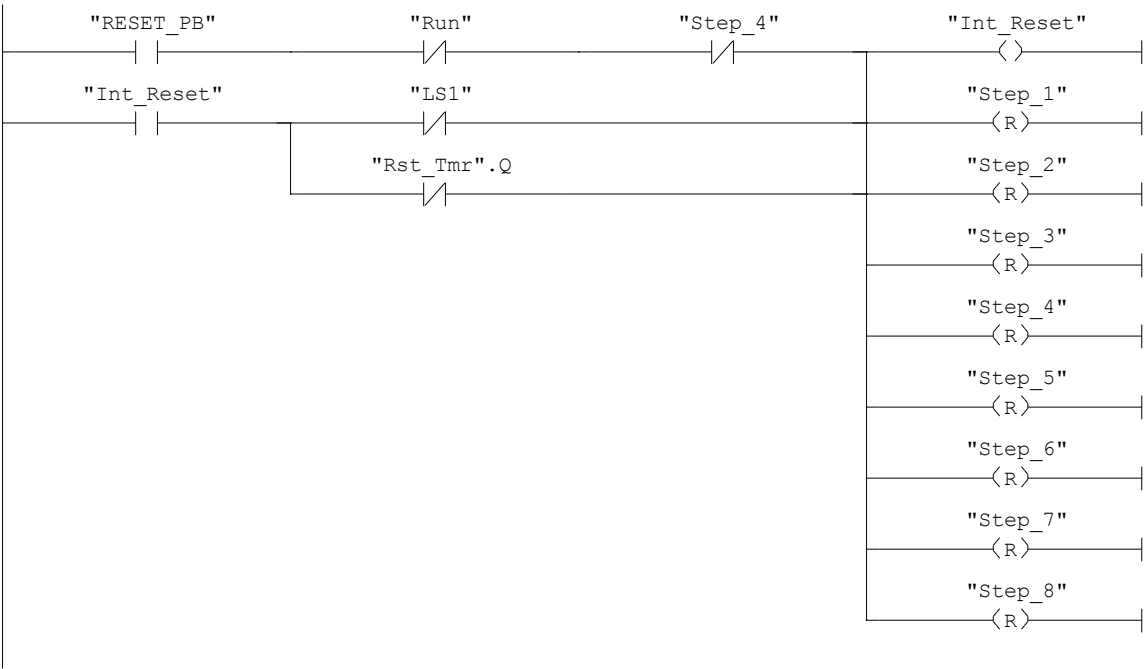 "RESET_PB" "Run" "Step_4" "Int_Reset"
"Int_Reset" "LS1" "Step_1"
R
"Rst_Tmr".Q "Step_2"
R
"Step_3"
R
"Step_4"
R
"Step_5"
R
"Step_6"
R
"Step_7"
R
"Step_8"
R